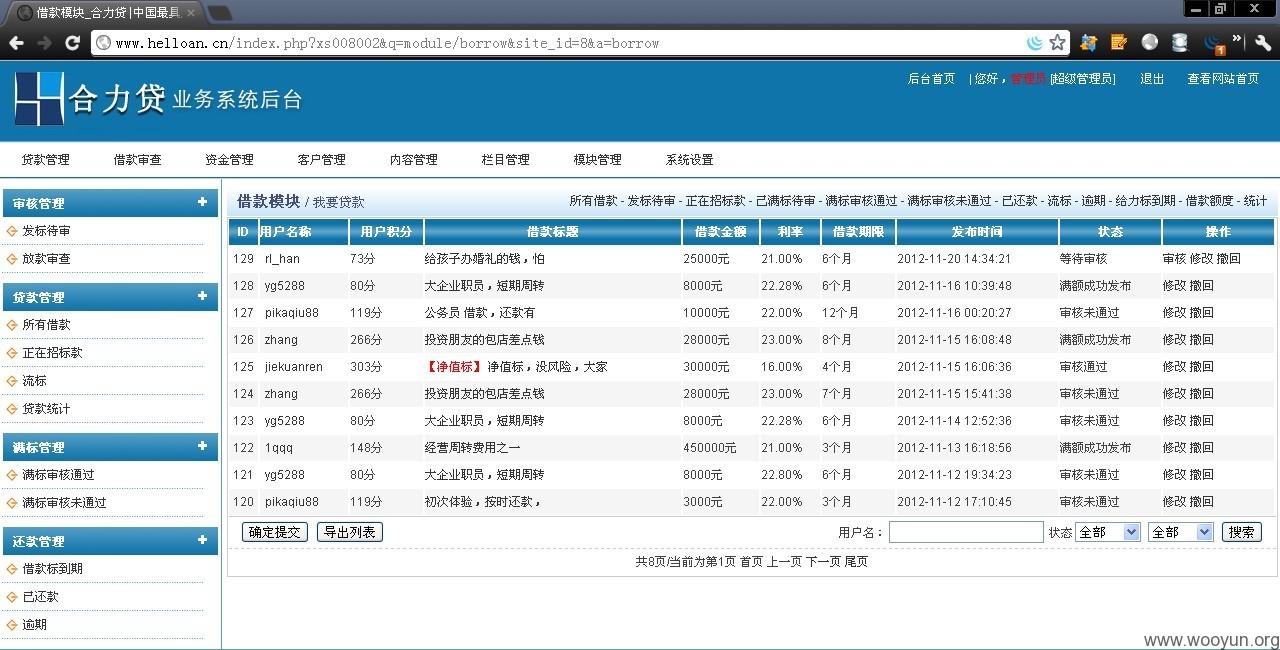 借款模块_合力贷|中国最具
www.helloan.cn/index.php?xs008002&q=module/borrow&site_id=8&a=borrow
后台首页 | 您好，管理员 [超级管理员] 退出 查看网站首页
合力贷 业务系统后台
贷款管理 借款审查 资金管理 客户管理 内容管理 栏目管理 模块管理 系统设置
审核管理 +
发标待审
放款审查
贷款管理 +
所有借款
正在招标款
流标
贷款统计
满标管理 +
满标审核通过
满标审核未通过
还款管理 +
借款标到期
已还款
逾期
借款模块 / 我要贷款
所有借款 - 发标待审 - 正在招标款 - 已满标待审 - 满标审核通过 - 满标审核未通过 - 已还款 - 流标 - 逾期 - 给力标到期 - 借款额度 - 统计
ID 用户名称 用户积分 借款标题 借款金额 利率 借款期限 发布时间 状态 操作
129 rl_han 73分 给孩子办婚礼的钱，怕 25000元 21.00% 6个月 2012-11-20 14:34:21 等待审核 审核 修改 撤回
128 yg5288 80分 大企业职员，短期周转 8000元 22.28% 6个月 2012-11-16 10:39:48 满额成功发布 修改 撤回
127 pikaqiu88 119分 公务员 借款，还款有 10000元 22.00% 12个月 2012-11-16 00:20:27 审核未通过 修改 撤回
126 zhang 266分 投资朋友的包店差点钱 28000元 23.00% 8个月 2012-11-15 16:08:48 满额成功发布 修改 撤回
125 jiekuanren 303分 【净值标】 净值标，没风险，大家 30000元 16.00% 4个月 2012-11-15 16:06:36 审核通过 修改 撤回
124 zhang 266分 投资朋友的包店差点钱 28000元 23.00% 7个月 2012-11-15 15:41:38 审核未通过 修改 撤回
123 yg5288 80分 大企业职员，短期周转 8000元 22.28% 6个月 2012-11-14 12:52:36 审核未通过 修改 撤回
122 1qqq 148分 经营周转费用之一 450000元 21.00% 3个月 2012-11-13 16:18:56 满额成功发布 修改 撤回
121 yg5288 80分 大企业职员，短期周转 8000元 22.80% 6个月 2012-11-12 19:34:23 审核未通过 修改 撤回
120 pikaqiu88 119分 初次体验，按时还款， 3000元 22.00% 3个月 2012-11-12 17:10:45 审核未通过 修改 撤回
确定提交 导出列表 用户名： 状态 全部 全部 搜索
共8页/当前为第1页 首页 上一页 下一页 尾页
www.wooyun.org